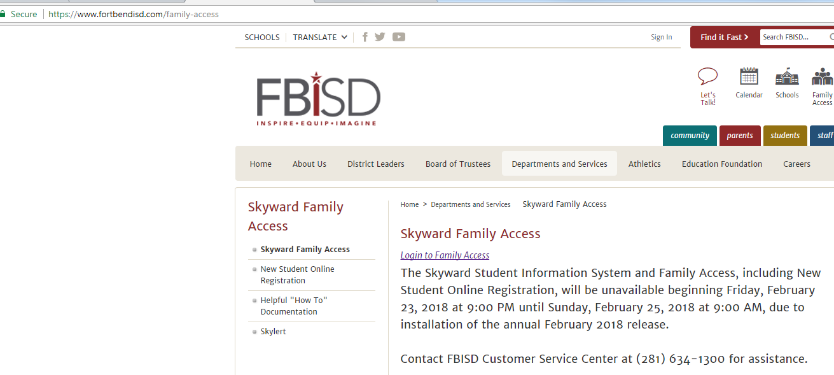 Secure | https://www.fortbendisd.com/family-access
SCHOOLS TRANSLATE Sign In Find it Fast > Search FBISD...
FBISD
INSPIRE • EQUIP • IMAGINE
Let's Talk! Calendar Schools Family Access
community parents students staff
Home About Us District Leaders Board of Trustees Departments and Services Athletics Education Foundation Careers
Skyward Family
Access
Skyward Family Access
New Student Online
Registration
Helpful "How To"
Documentation
Skylert
Home > Departments and Services Skyward Family Access
Skyward Family Access
Login to Family Access
The Skyward Student Information System and Family Access, including New
Student Online Registration, will be unavailable beginning Friday, February
23, 2018 at 9:00 PM until Sunday, February 25, 2018 at 9:00 AM, due to
installation of the annual February 2018 release.
Contact FBISD Customer Service Center at (281) 634-1300 for assistance.